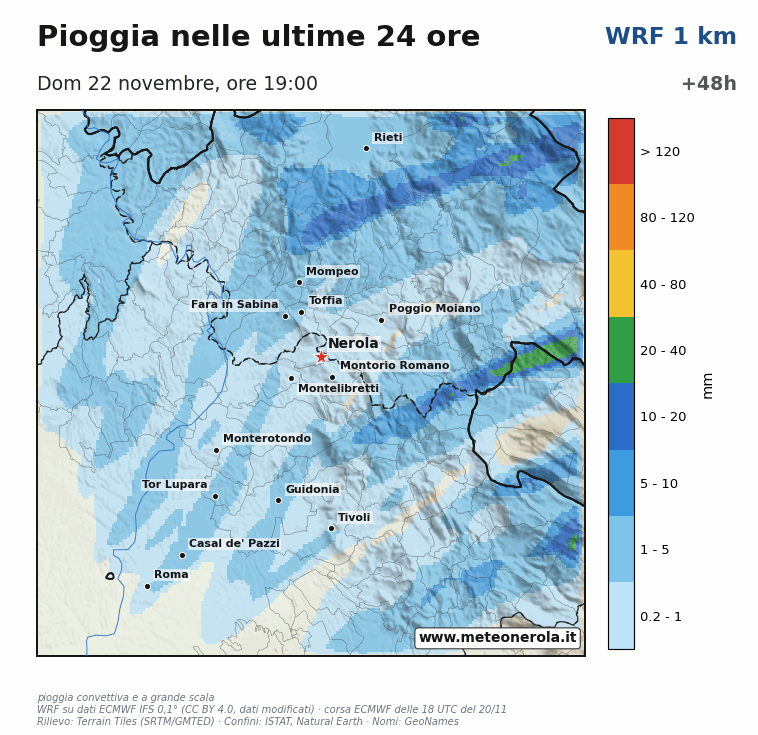 Pioggia nelle ultime 24 ore
WRF 1 km
Dom 22 novembre, ore 19:00
+48h
Rieti
Mompeo
Fara in Sabina
Toffia
Poggio Moiano
Nerola
Montorio Romano
Montelibretti
Monterotondo
Tor Lupara
Guidonia
Tivoli
Casal de' Pazzi
Roma
www.meteonerola.it
> 120
80 - 120
40 - 80
20 - 40
10 - 20
5 - 10
1 - 5
0.2 - 1
mm
pioggia convettiva e a grande scala
WRF su dati ECMWF IFS 0,1° (CC BY 4.0, dati modificati) · corsa ECMWF delle 18 UTC del 20/11
Rilievo: Terrain Tiles (SRTM/GMTED) · Confini: ISTAT, Natural Earth · Nomi: GeoNames